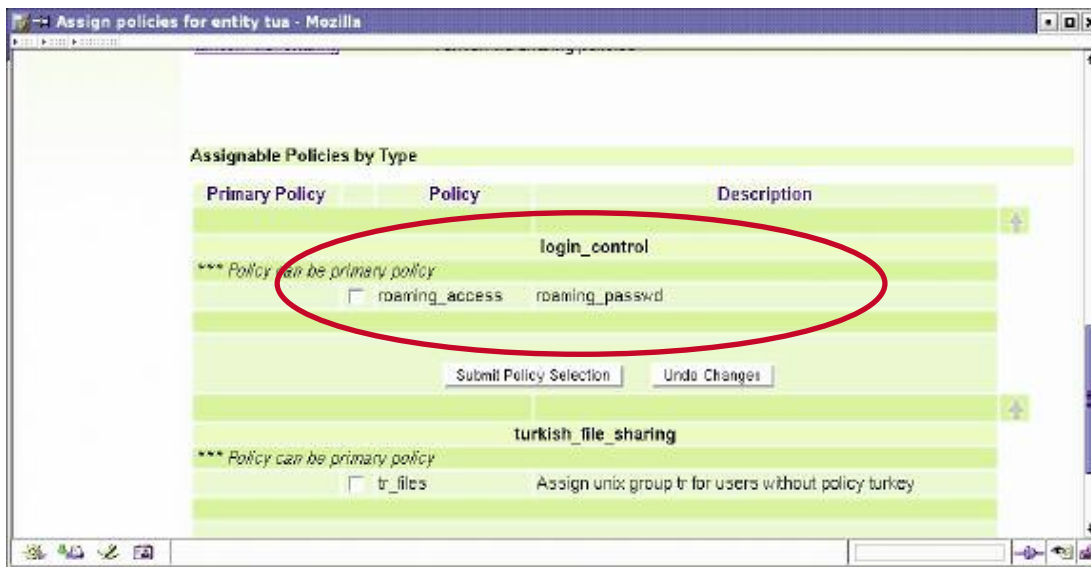 Assign policies for entity tua - Mozilla
Assignable Policies by Type
Primary Policy Policy Description
login_control
*** Policy can be primary policy
roaming_access roaming_passwd
Submit Policy Selection Undo Changes
turkish_file_sharing
*** Policy can be primary policy
tr_files Assign unix group tr for users without policy turkey